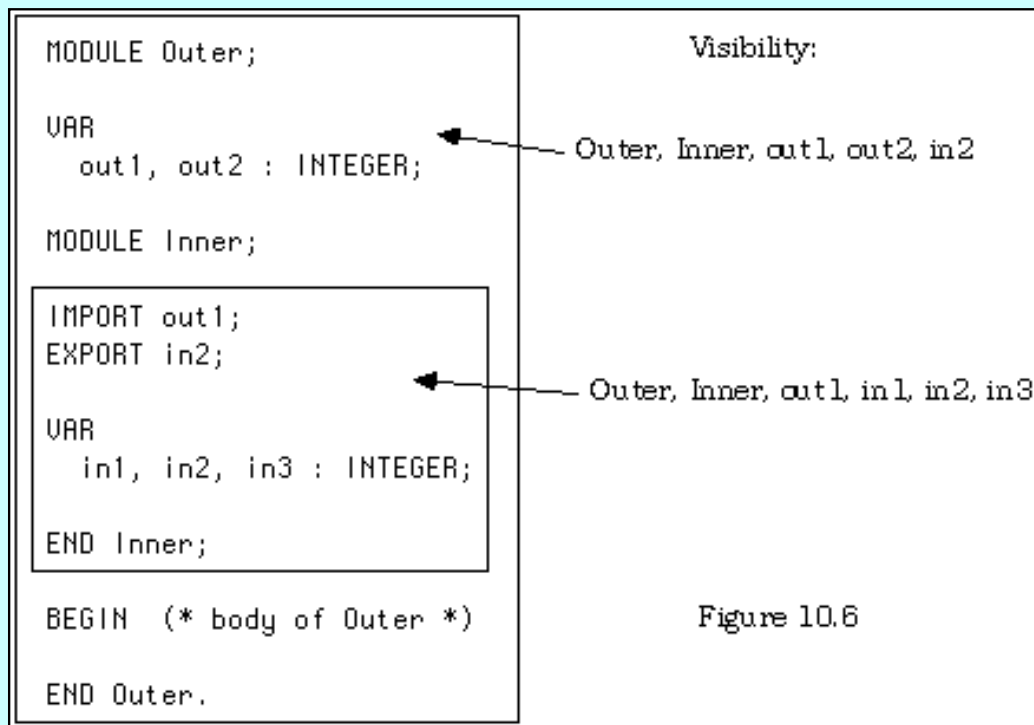 MODULE Outer;
Visibility:
VAR
out1, out2 : INTEGER;
Outer, Inner, out1, out2, in2
MODULE Inner;
IMPORT out1;
EXPORT in2;
Outer, Inner, out1, in1, in2, in3
VAR
in1, in2, in3 : INTEGER;
END Inner;
BEGIN (* body of Outer *)
Figure 10.6
END Outer.